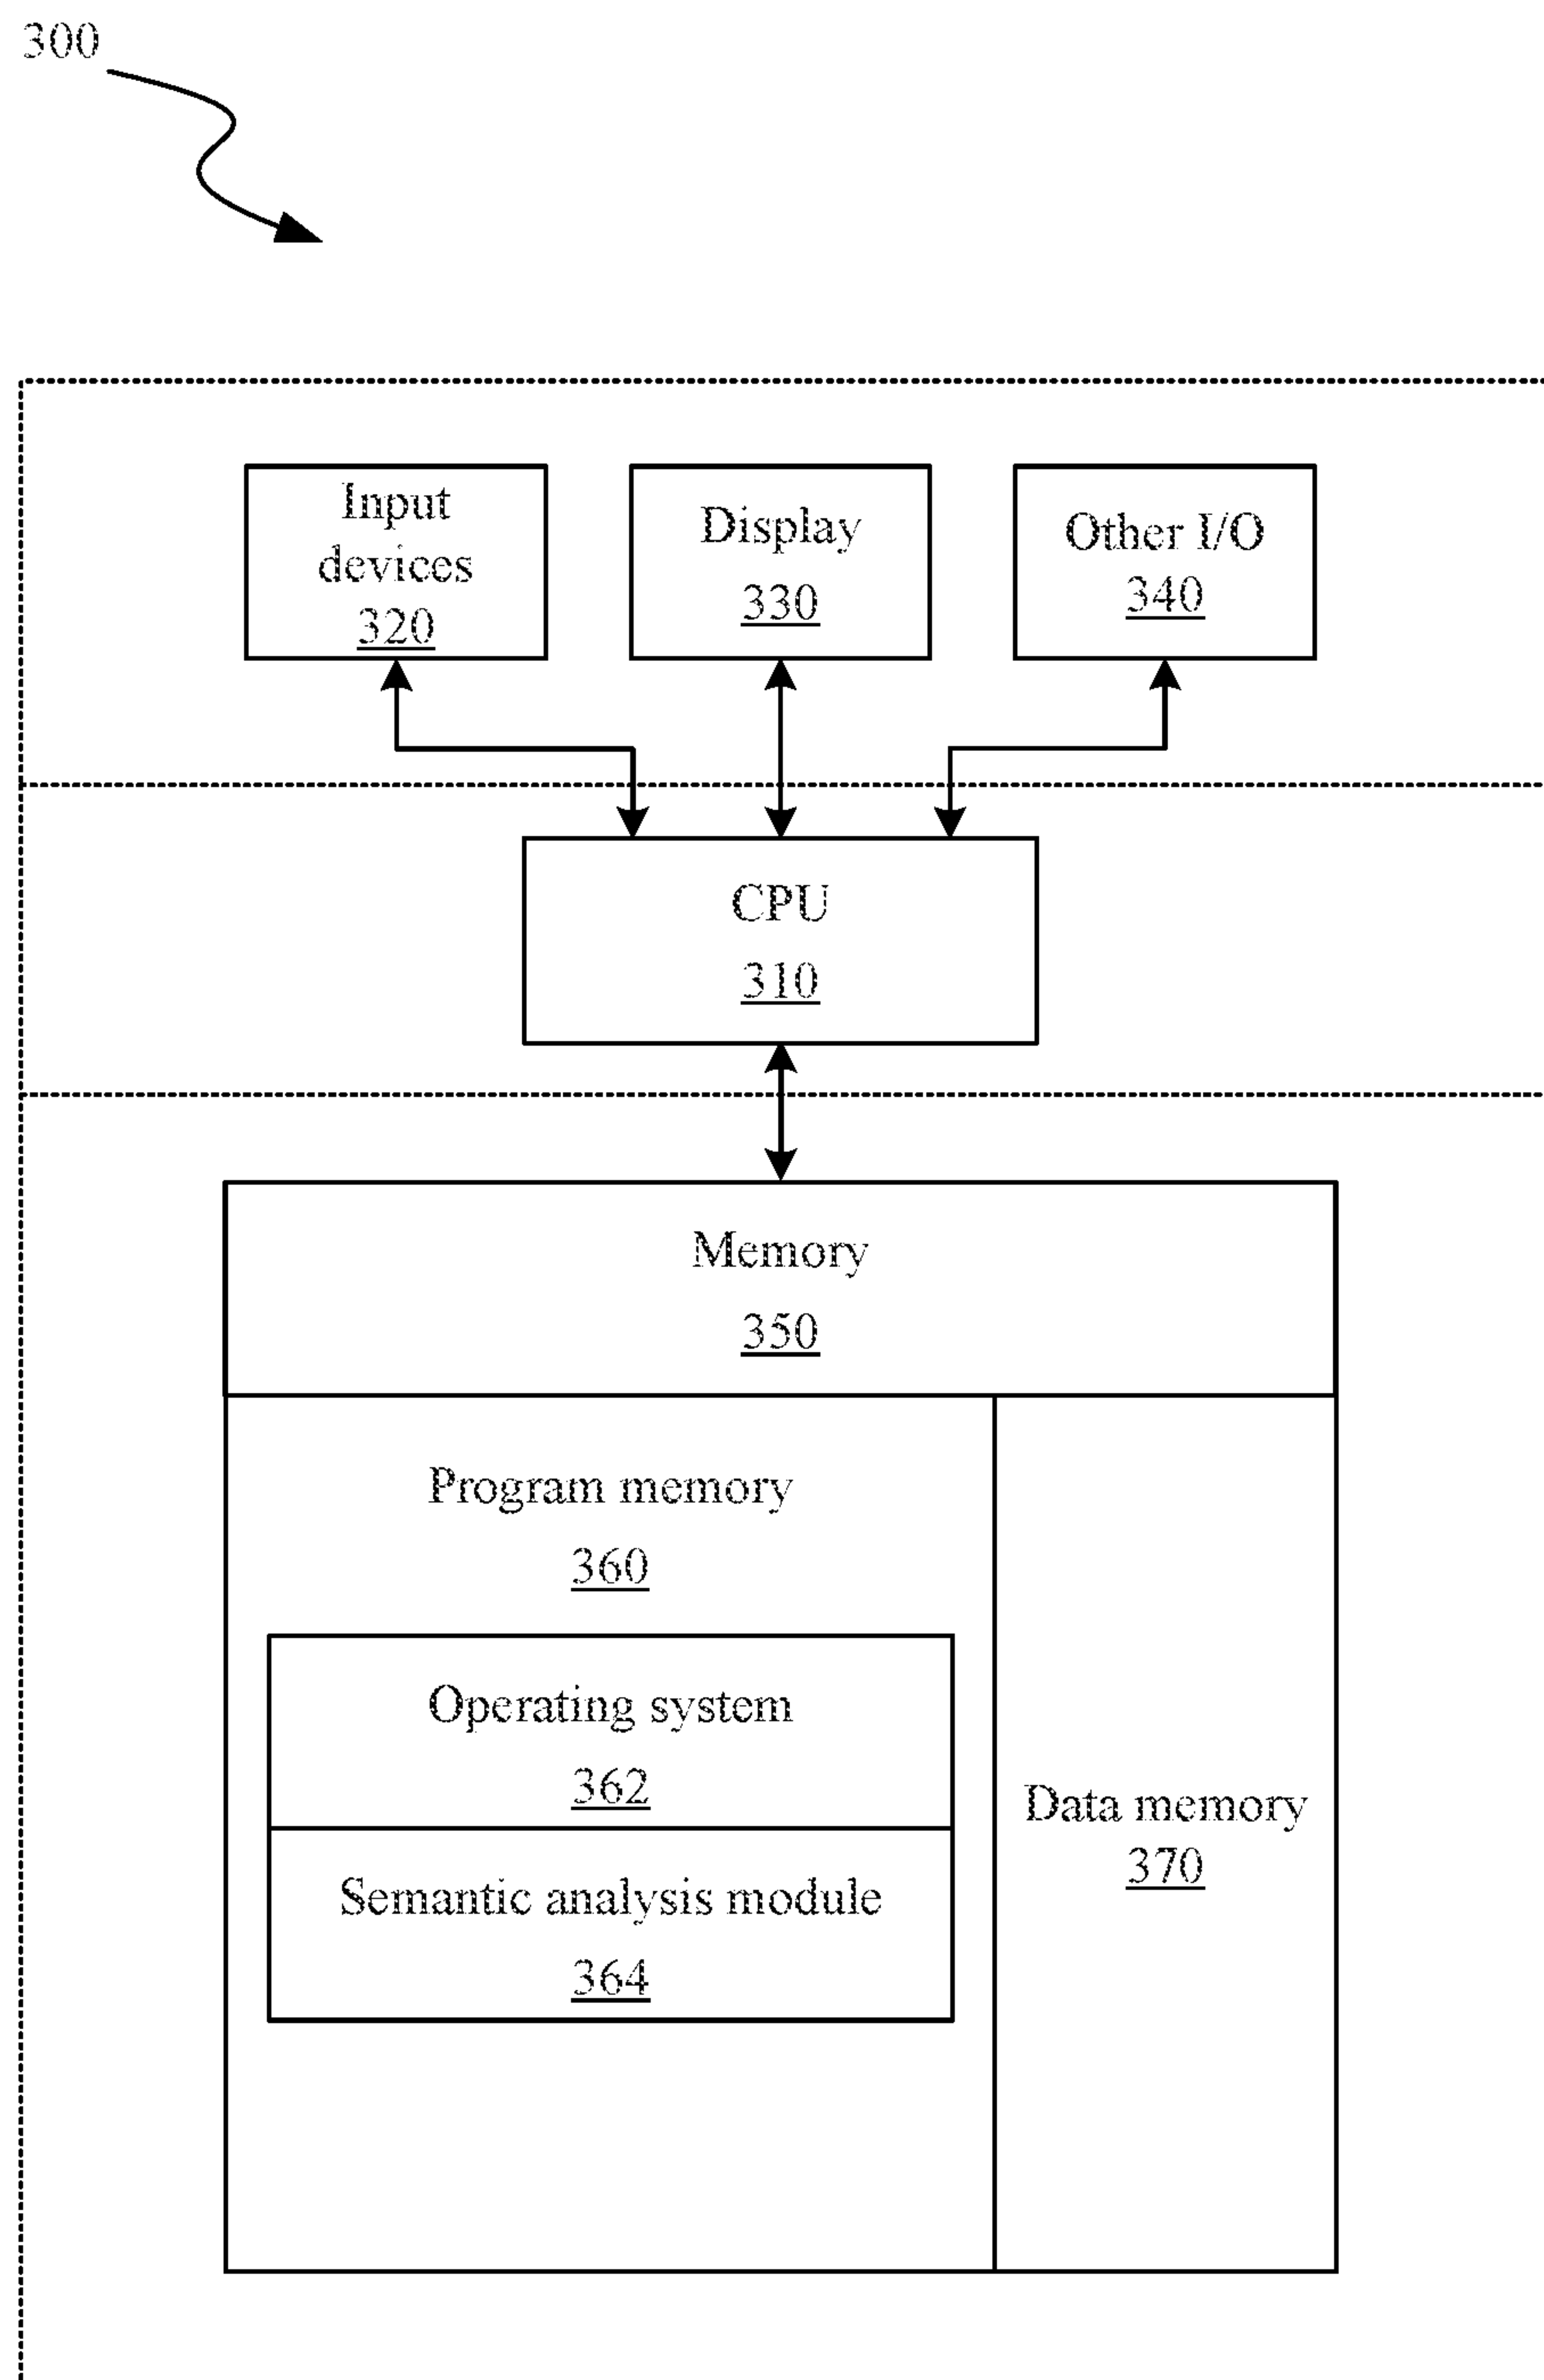 300
Input
devices
320
Display
330
Other I/O
340
CPU
310
Memory
350
Program memory
360
Operating system
362
Semantic analysis module
364
Data memory
370